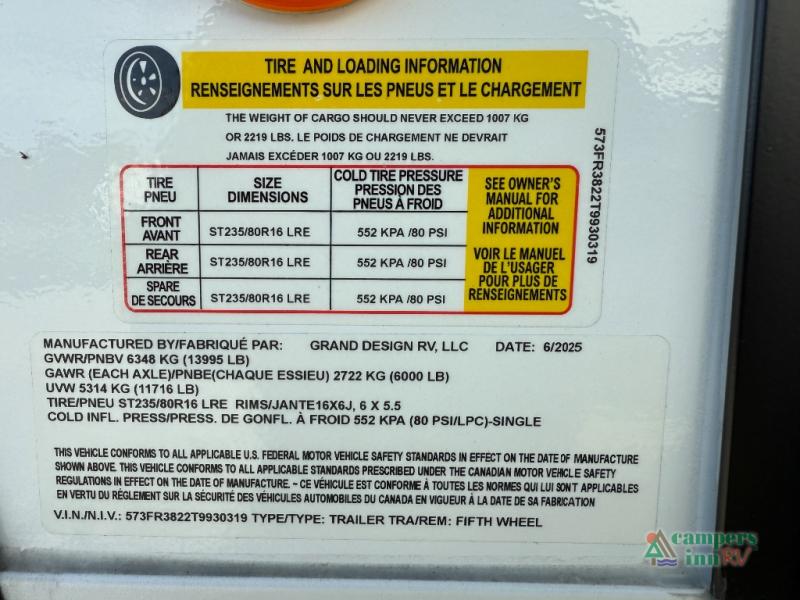 TIRE AND LOADING INFORMATION
RENSEIGNEMENTS SUR LES PNEUS ET LE CHARGEMENT
THE WEIGHT OF CARGO SHOULD NEVER EXCEED 1007 KG
OR 2219 LBS. LE POIDS DE CHARGEMENT NE DEVRAIT
JAMAIS EXCÉDER 1007 KG OU 2219 LBS.
TIRE
PNEU
SIZE
DIMENSIONS
COLD TIRE PRESSURE
PRESSION DES
PNEUS À FROID
FRONT
AVANT
ST235/80R16 LRE
552 KPA /80 PSI
REAR
ARRIÈRE
ST235/80R16 LRE
552 KPA /80 PSI
SPARE
DE SECOURS
ST235/80R16 LRE
552 KPA /80 PSI
SEE OWNER'S
MANUAL FOR
ADDITIONAL
INFORMATION
VOIR LE MANUEL
DE L'USAGER
POUR PLUS DE
RENSEIGNEMENTS
573FR3822T9930319
MANUFACTURED BY/FABRIQUÉ PAR: GRAND DESIGN RV, LLC DATE: 6/2025
GVWR/PNBV 6348 KG (13995 LB)
GAWR (EACH AXLE)/PNBE(CHAQUE ESSIEU) 2722 KG (6000 LB)
UVW 5314 KG (11716 LB)
TIRE/PNEU ST235/80R16 LRE RIMS/JANTE16X6J, 6 X 5.5
COLD INFL. PRESS/PRESS. DE GONFL. À FROID 552 KPA (80 PSI/LPC)-SINGLE
THIS VEHICLE CONFORMS TO ALL APPLICABLE U.S. FEDERAL MOTOR VEHICLE SAFETY STANDARDS IN EFFECT ON THE DATE OF MANUFACTURE
SHOWN ABOVE. THIS VEHICLE CONFORMS TO ALL APPLICABLE STANDARDS PRESCRIBED UNDER THE CANADIAN MOTOR VEHICLE SAFETY
REGULATIONS IN EFFECT ON THE DATE OF MANUFACTURE. ~ CE VÉHICULE EST CONFORME À TOUTES LES NORMES QUI LUI SONT APPLICABLES
EN VERTU DU RÈGLEMENT SUR LA SÉCURITÉ DES VÉHICULES AUTOMOBILES DU CANADA EN VIGUEUR À LA DATE DE SA FABRICATION
V.I.N./N.I.V.: 573FR3822T9930319 TYPE/TYPE: TRAILER TRA/REM: FIFTH WHEEL
campers
inn RV